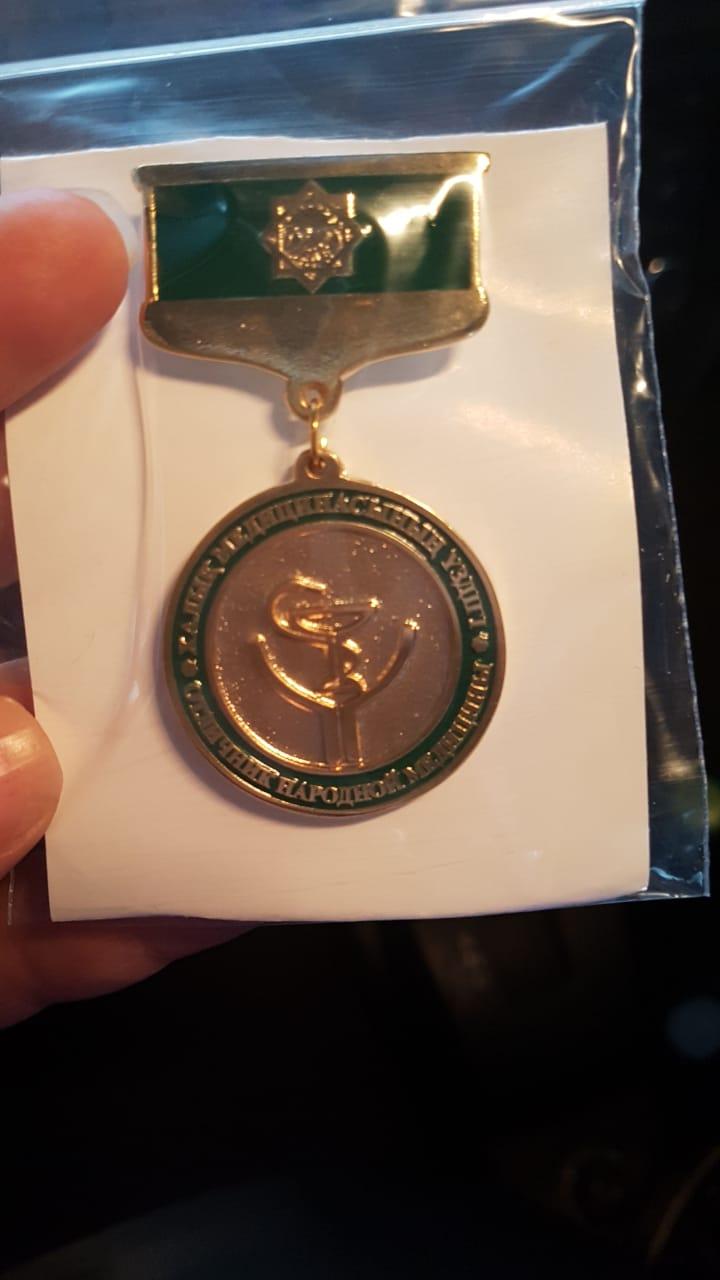 ХАЛЫҚ МЕДИЦИНАСЫНЫҢ ҮЗДІГІ
ОТЛИЧНИК НАРОДНОЙ МЕДИЦИНЫ